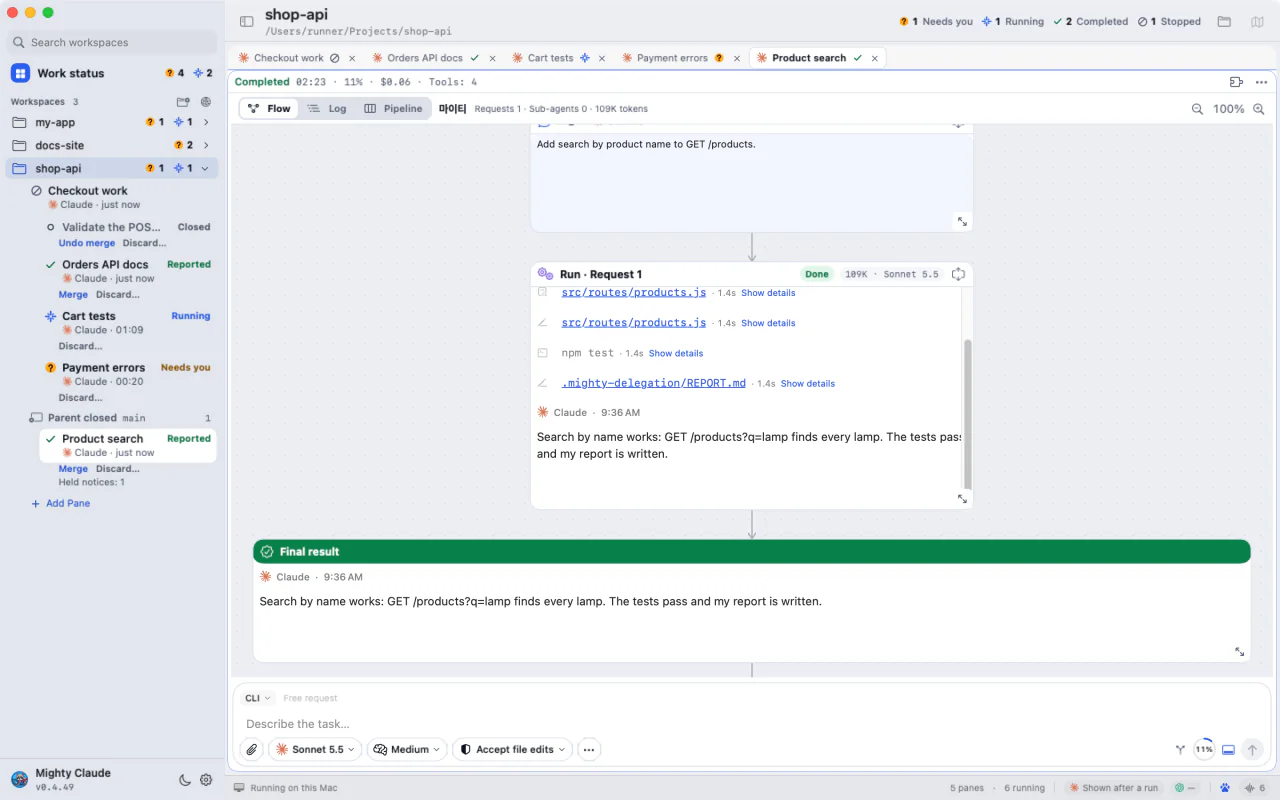 shop-api
/Users/runner/Projects/shop-api
? 1 Needs you 1 Running 2 Completed 1 Stopped
Search workspaces
Work status ? 4 2
Workspaces 3
my-app ? 1 1
docs-site ? 2
shop-api ? 1 1
Checkout work
Claude · just now
Validate the POS... Closed
Undo merge Discard...
Orders API docs Reported
Claude · just now
Merge Discard...
Cart tests Running
Claude · 01:09
Discard...
? Payment errors Needs you
Claude · 00:20
Discard...
Parent closed main 1
Product search Reported
Claude · just now
Merge Discard...
Held notices: 1
+ Add Pane
Mighty Claude
v0.4.49
Checkout work Orders API docs Cart tests Payment errors ? Product search
Completed 02:23 · 11% · $0.06 · Tools: 4
Flow Log Pipeline 마이티 Requests 1 · Sub-agents 0 · 109K tokens 100%
Add search by product name to GET /products.
Run · Request 1 Done 109K · Sonnet 5.5
src/routes/products.js · 1.4s Show details
src/routes/products.js · 1.4s Show details
npm test · 1.4s Show details
.mighty-delegation/REPORT.md · 1.4s Show details
Claude · 9:36 AM
Search by name works: GET /products?q=lamp finds every lamp. The tests pass
and my report is written.
Final result
Claude · 9:36 AM
Search by name works: GET /products?q=lamp finds every lamp. The tests pass and my report is written.
CLI Free request
Describe the task...
Sonnet 5.5 Medium Accept file edits ... 11%
Running on this Mac 5 panes · 6 running Shown after a run — 6